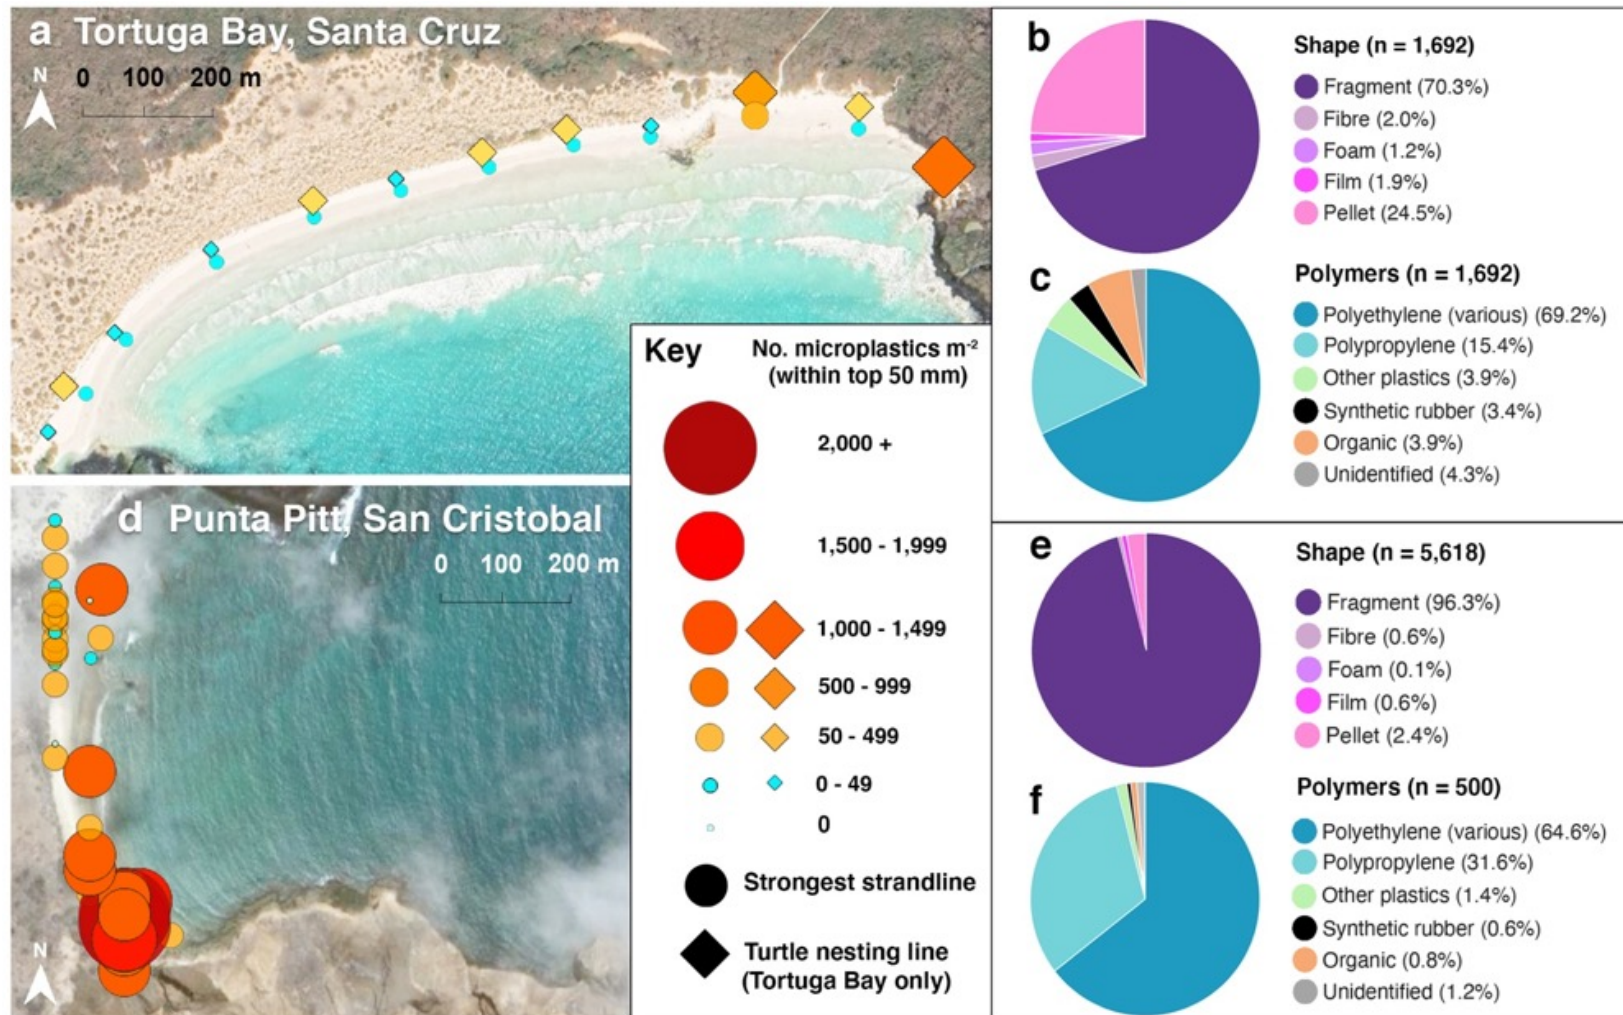 a Tortuga Bay, Santa Cruz
N
0 100 200 m
b
Shape (n = 1,692)
Fragment (70.3%)
Fibre (2.0%)
Foam (1.2%)
Film (1.9%)
Pellet (24.5%)
c
Polymers (n = 1,692)
Polyethylene (various) (69.2%)
Polypropylene (15.4%)
Other plastics (3.9%)
Synthetic rubber (3.4%)
Organic (3.9%)
Unidentified (4.3%)
Key
No. microplastics m⁻²
(within top 50 mm)
2,000 +
1,500 - 1,999
1,000 - 1,499
500 - 999
50 - 499
0 - 49
0
Strongest strandline
Turtle nesting line
(Tortuga Bay only)
d Punta Pitt, San Cristobal
0 100 200 m
N
e
Shape (n = 5,618)
Fragment (96.3%)
Fibre (0.6%)
Foam (0.1%)
Film (0.6%)
Pellet (2.4%)
f
Polymers (n = 500)
Polyethylene (various) (64.6%)
Polypropylene (31.6%)
Other plastics (1.4%)
Synthetic rubber (0.6%)
Organic (0.8%)
Unidentified (1.2%)